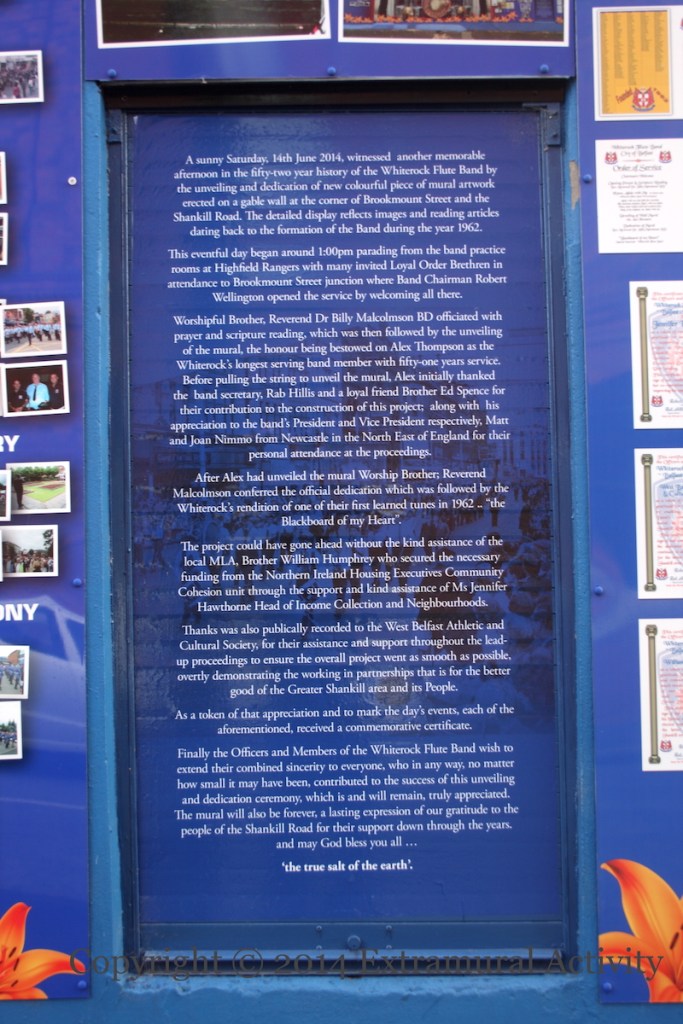 A sunny Saturday, 14th June 2014, witnessed another memorable
afternoon in the fifty-two year history of the Whiterock Flute Band by
the unveiling and dedication of new colourful piece of mural artwork
erected on a gable wall at the corner of Brookmount Street and the
Shankill Road. The detailed display reflects images and reading articles
dating back to the formation of the Band during the year 1962.
This eventful day began around 1:00pm parading from the band practice
rooms at Highfield Rangers with many invited Loyal Order Brethren in
attendance to Brookmount Street junction where Band Chairman Robert
Wellington opened the service by welcoming all there.
Worshipful Brother, Reverend Dr Billy Malcolmson BD officiated with
prayer and scripture reading, which was then followed by the unveiling
of the mural, the honour being bestowed on Alex Thompson as the
Whiterock's longest serving band member with fifty-one years service.
Before pulling the string to unveil the mural, Alex initially thanked
the band secretary, Rab Hillis and a loyal friend Brother Ed Spence for
their contribution to the construction of this project; along with his
appreciation to the band's President and Vice President respectively, Matt
and Joan Nimmo from Newcastle in the North East of England for their
personal attendance at the proceedings.
After Alex had unveiled the mural Worship Brother; Reverend
Malcolmson conferred the official dedication which was followed by the
Whiterock's rendition of one of their first learned tunes in 1962 .. "the
Blackboard of my Heart".
The project could have gone ahead without the kind assistance of the
local MLA, Brother William Humphrey who secured the necessary
funding from the Northern Ireland Housing Executives Community
Cohesion unit through the support and kind assistance of Ms Jennifer
Hawthorne Head of Income Collection and Neighbourhoods.
Thanks was also publically recorded to the West Belfast Athletic and
Cultural Society, for their assistance and support throughout the lead-
up proceedings to ensure the overall project went as smooth as possible,
overtly demonstrating the working in partnerships that is for the better
good of the Greater Shankill area and its People.
As a token of that appreciation and to mark the day's events, each of the
aforementioned, received a commemorative certificate.
Finally the Officers and Members of the Whiterock Flute Band wish to
extend their combined sincerity to everyone, who in any way, no matter
how small it may have been, contributed to the success of this unveiling
and dedication ceremony, which is and will remain, truly appreciated.
The mural will also be forever, a lasting expression of our gratitude to the
people of the Shankill Road for their support down through the years.
and may God bless you all ...
'the true salt of the earth'.
RY
ONY
Whiterock Flute Band
City of Belfast
Order of Service
Copyright © 2014 Extramural Activity